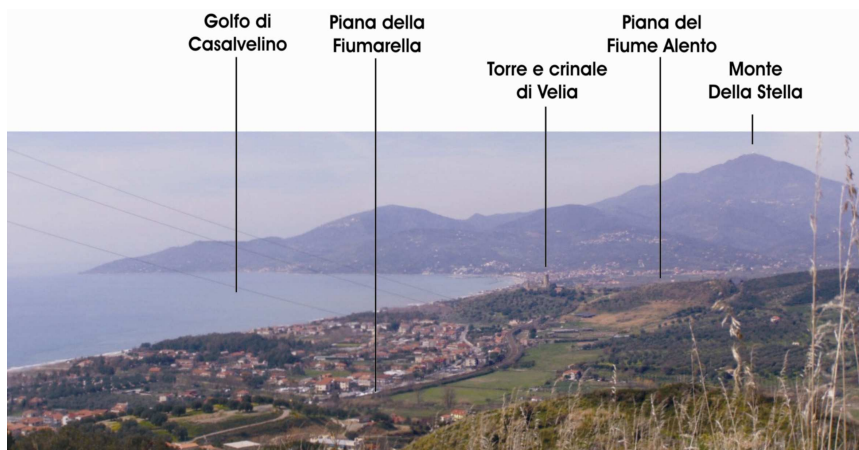 Golfo di
Casalvelino
Piana della
Fiumarella
Torre e crinale
di Velia
Piana del
Fiume Alento
Monte
Della Stella